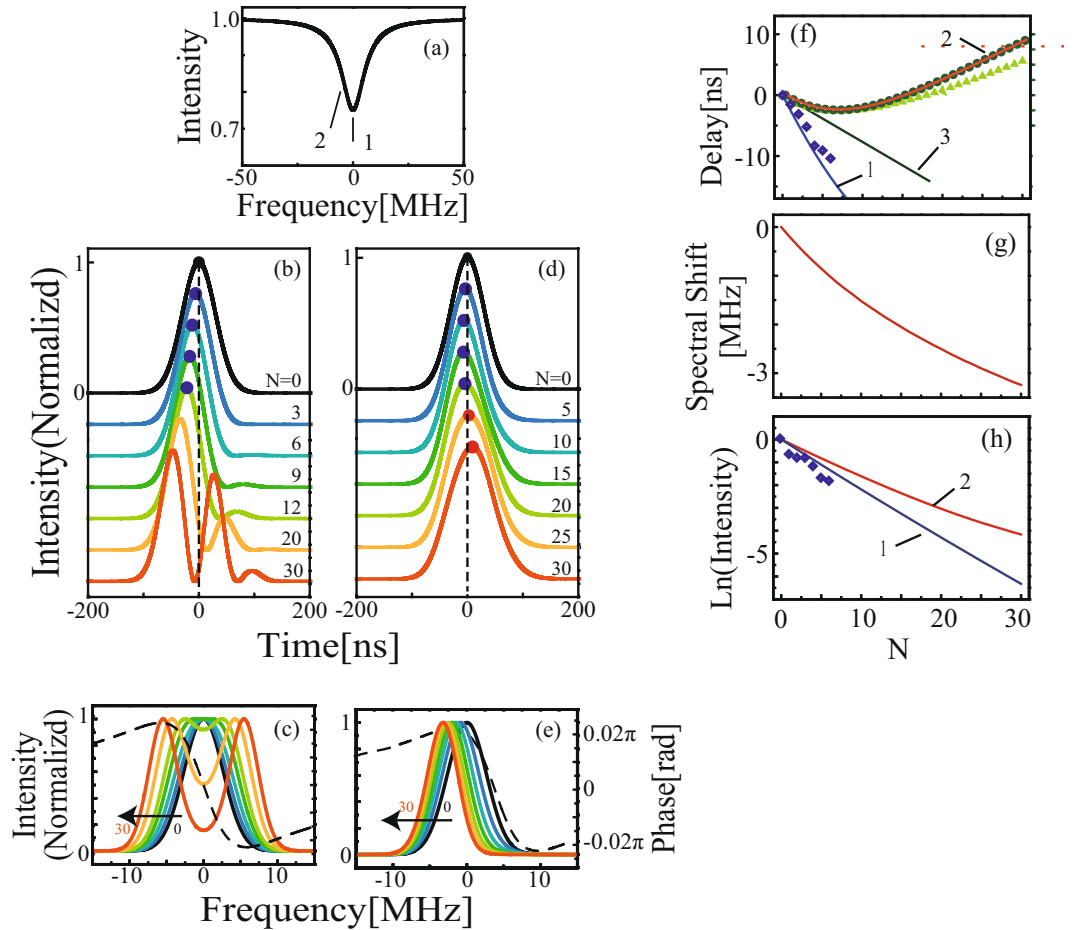 (a)
Intensity
1.0
0.7
2
1
-50
0
50
Frequency[MHz]
(b)
Intensity(Normalizd)
1
0
N=0
3
6
9
12
20
30
-200
0
200
(d)
1
0
N=0
5
10
15
20
25
30
-200
0
200
Time[ns]
(c)
Intensity
(Normalizd)
1
0
30
0
-10
0
10
(e)
1
0
30
0
-10
0
10
0.02π
0
-0.02π
Phase[rad]
Frequency[MHz]
(f)
Delay[ns]
10
0
-10
2
3
1
(g)
Spectral Shift
[MHz]
0
-3
(h)
Ln(Intensity)
0
-5
2
1
0
10
20
30
N